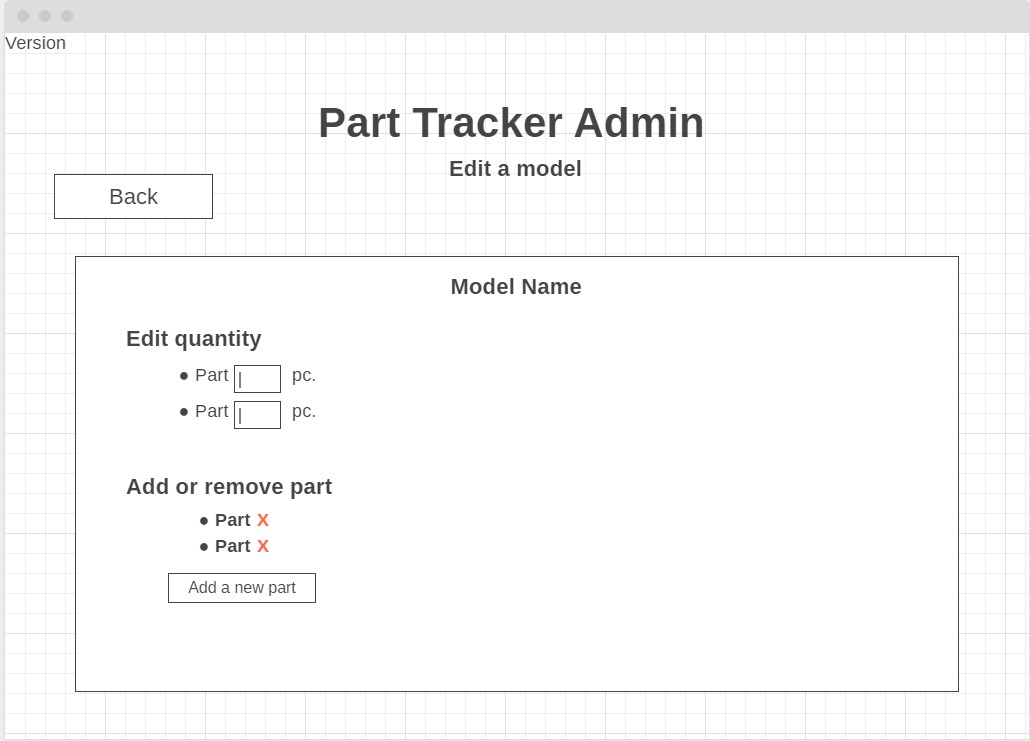 Version
Part Tracker Admin
Edit a model
Back
Model Name
Edit quantity
● Part | pc.
● Part | pc.
Add or remove part
● Part X
● Part X
Add a new part